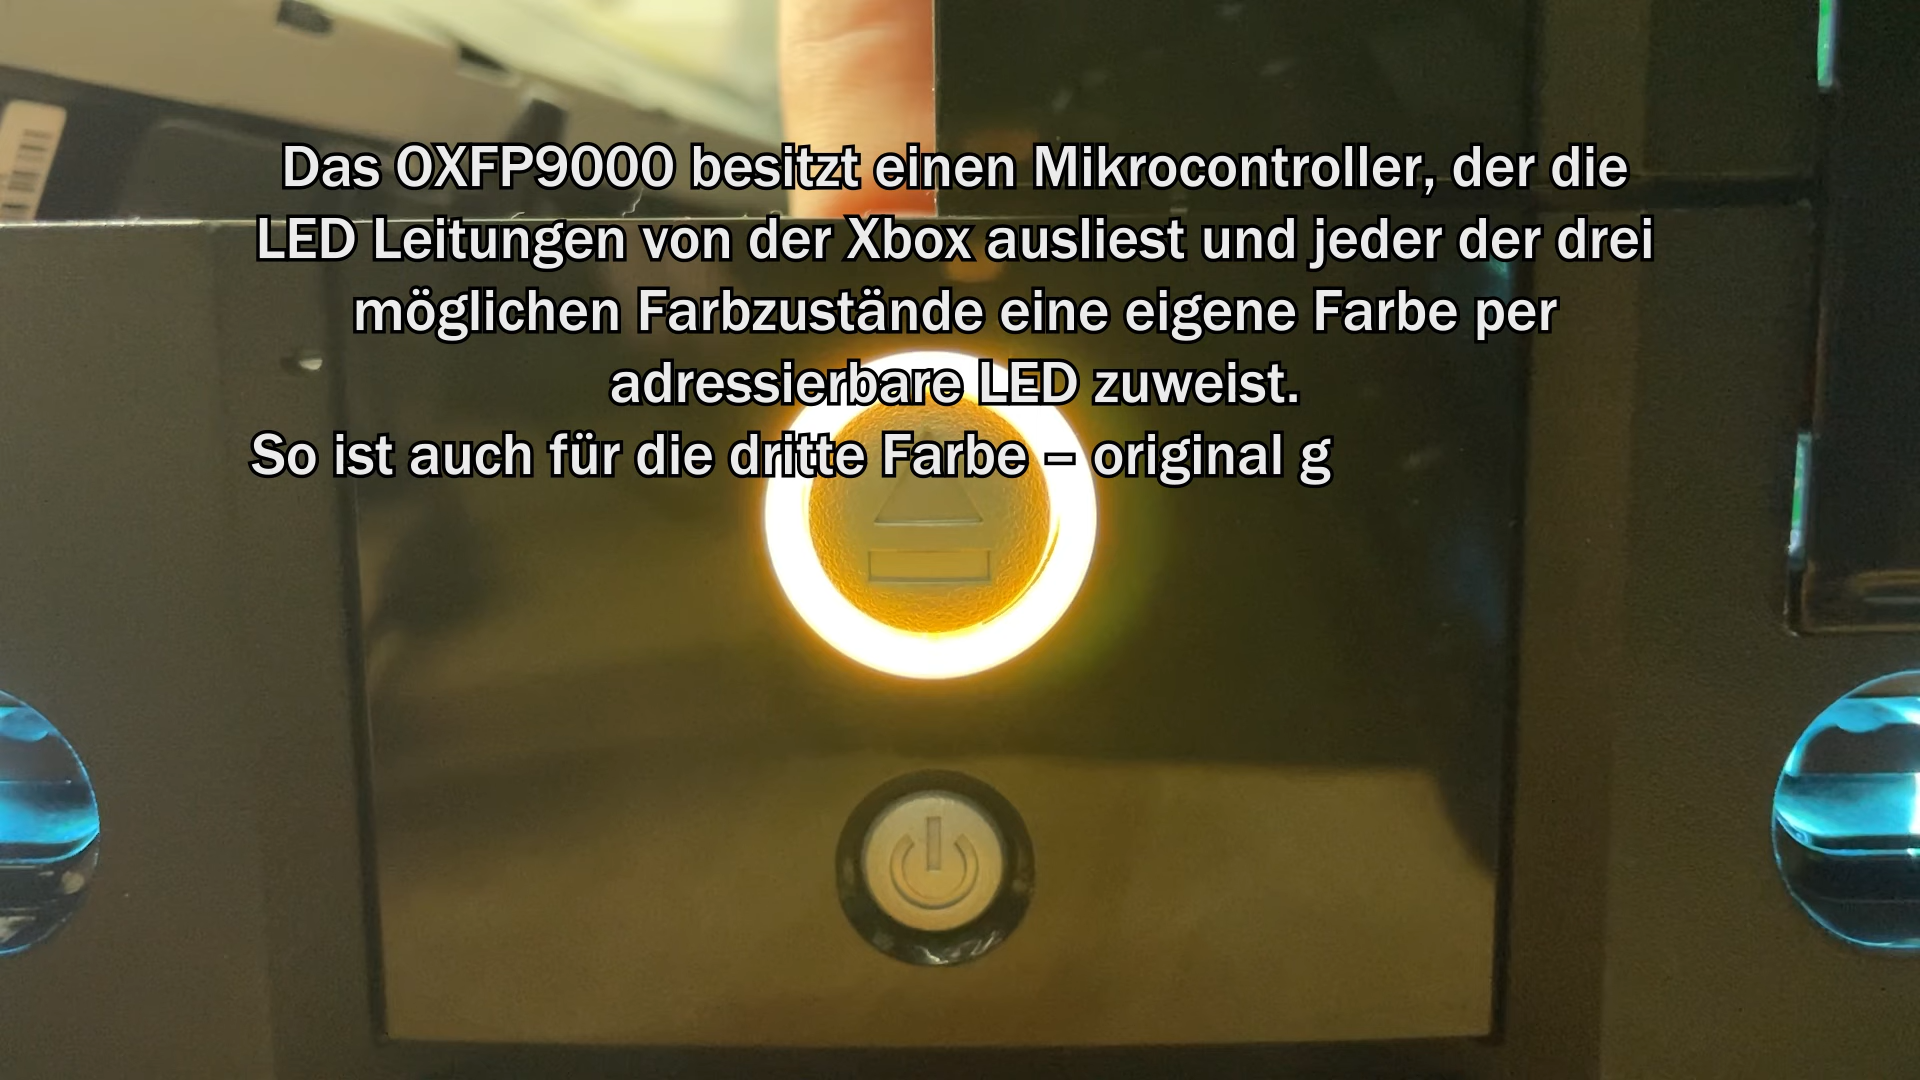 Das OXFP9000 besitzt einen Mikrocontroller, der die
LED Leitungen von der Xbox ausliest und jeder der drei
möglichen Farbzustände eine eigene Farbe per
adressierbare LED zuweist.
So ist auch für die dritte Farbe – original g